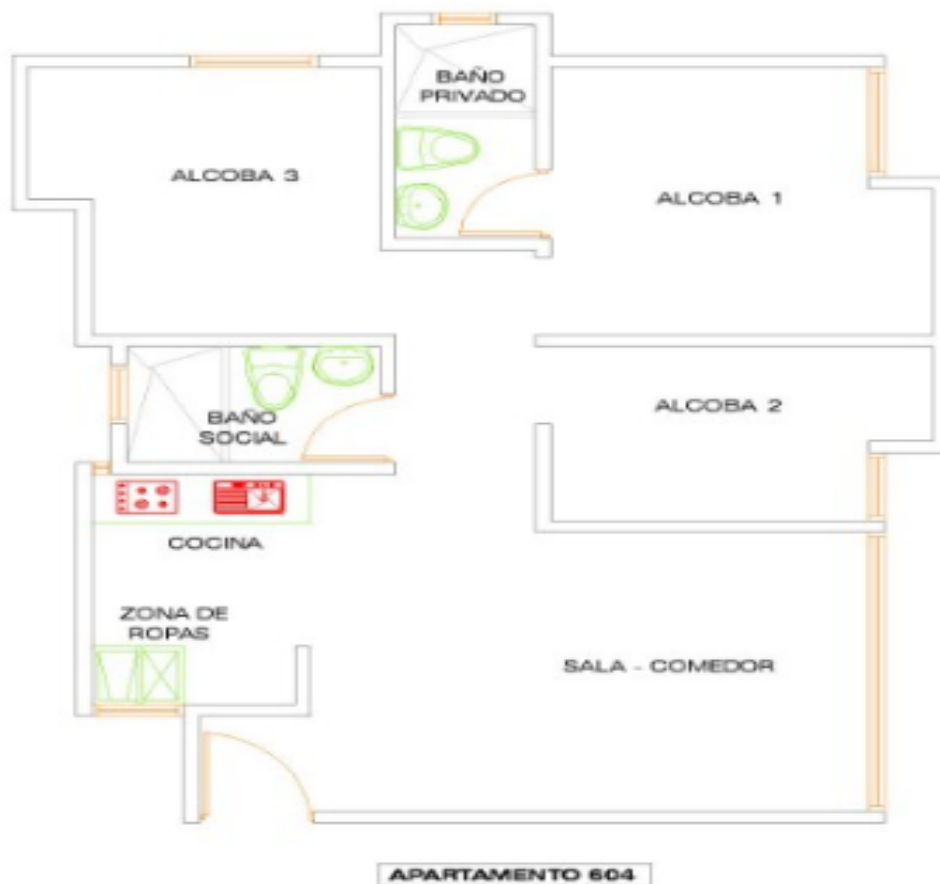 BAÑO
PRIVADO
ALCOBA 3
ALCOBA 1
ALCOBA 2
BAÑO
SOCIAL
COCINA
ZONA DE
ROPAS
SALA - COMEDOR
APARTAMENTO 604